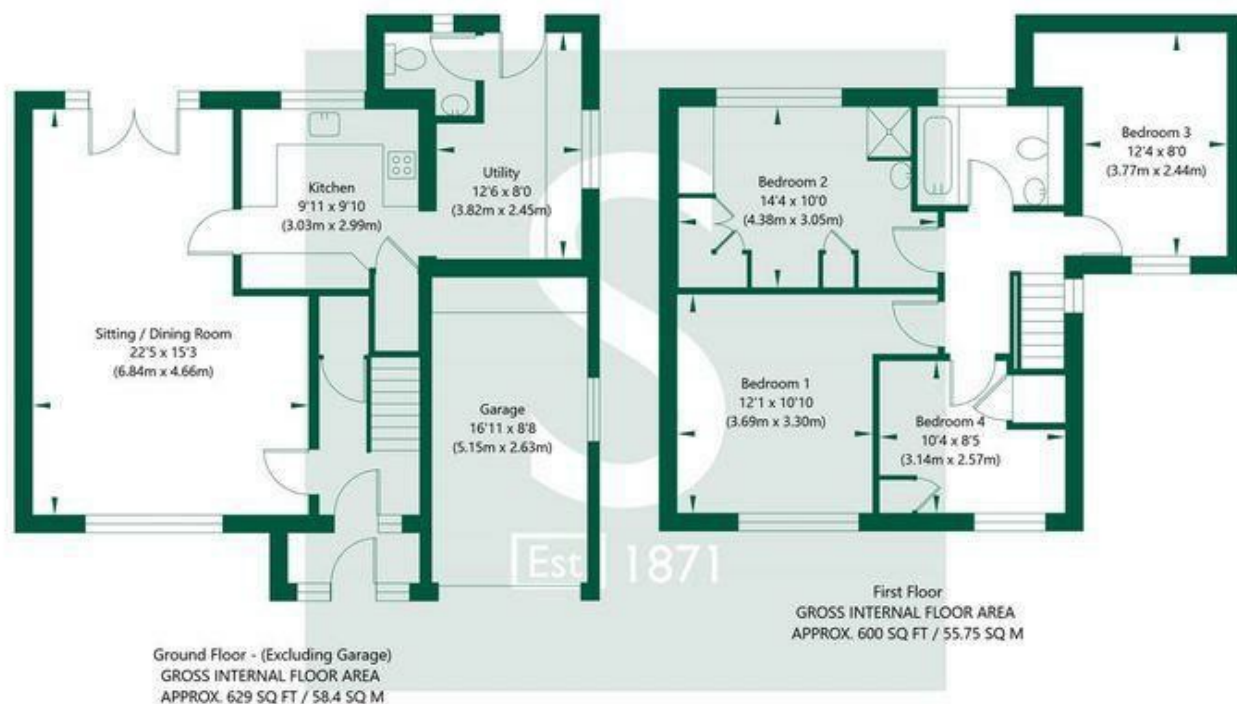 Kitchen
9'11 x 9'10
(3.03m x 2.99m)
Utility
12'6 x 8'0
(3.82m x 2.45m)
Sitting / Dining Room
22'5 x 15'3
(6.84m x 4.66m)
Garage
16'11 x 8'8
(5.15m x 2.63m)
Bedroom 2
14'4 x 10'0
(4.38m x 3.05m)
Bedroom 3
12'4 x 8'0
(3.77m x 2.44m)
Bedroom 1
12'1 x 10'10
(3.69m x 3.30m)
Bedroom 4
10'4 x 8'5
(3.14m x 2.57m)
S
Est 1871
First Floor
GROSS INTERNAL FLOOR AREA
APPROX. 600 SQ FT / 55.75 SQ M
Ground Floor - (Excluding Garage)
GROSS INTERNAL FLOOR AREA
APPROX. 629 SQ FT / 58.4 SQ M